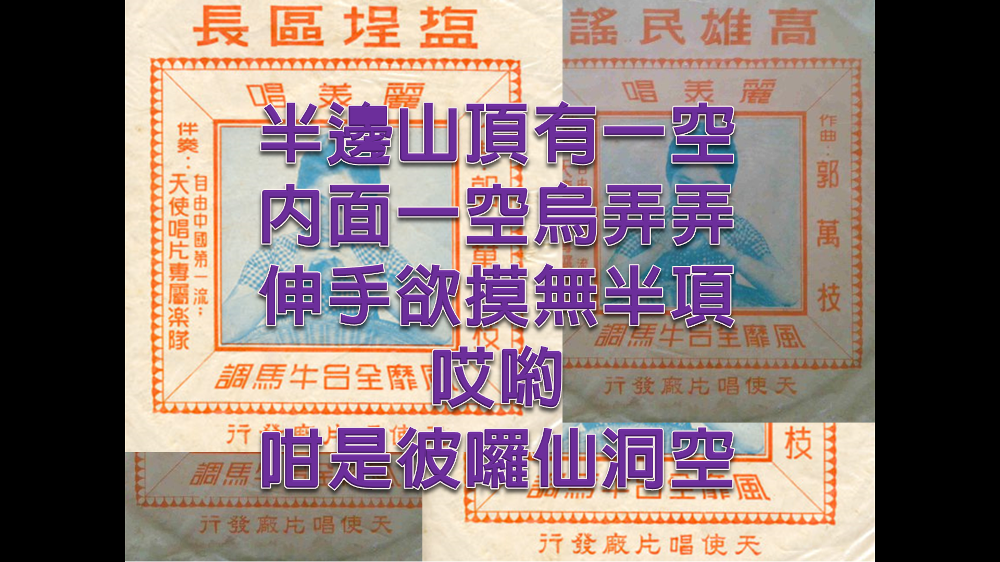 長區埕塩
謠民雄高
唱美麗
唱美麗
半邊山頂有一空
内面一空烏弄弄
伸手欲摸無半項
哎喲
咁是彼囉仙洞空
伴奏：
自由中國第一流；
天使唱片專屬楽隊
作曲：
郭萬枝
調馬牛台全靡風
調馬牛台全靡風
行發廠片唱使天
枝
行發廠片唱使天
行發廠片唱使天